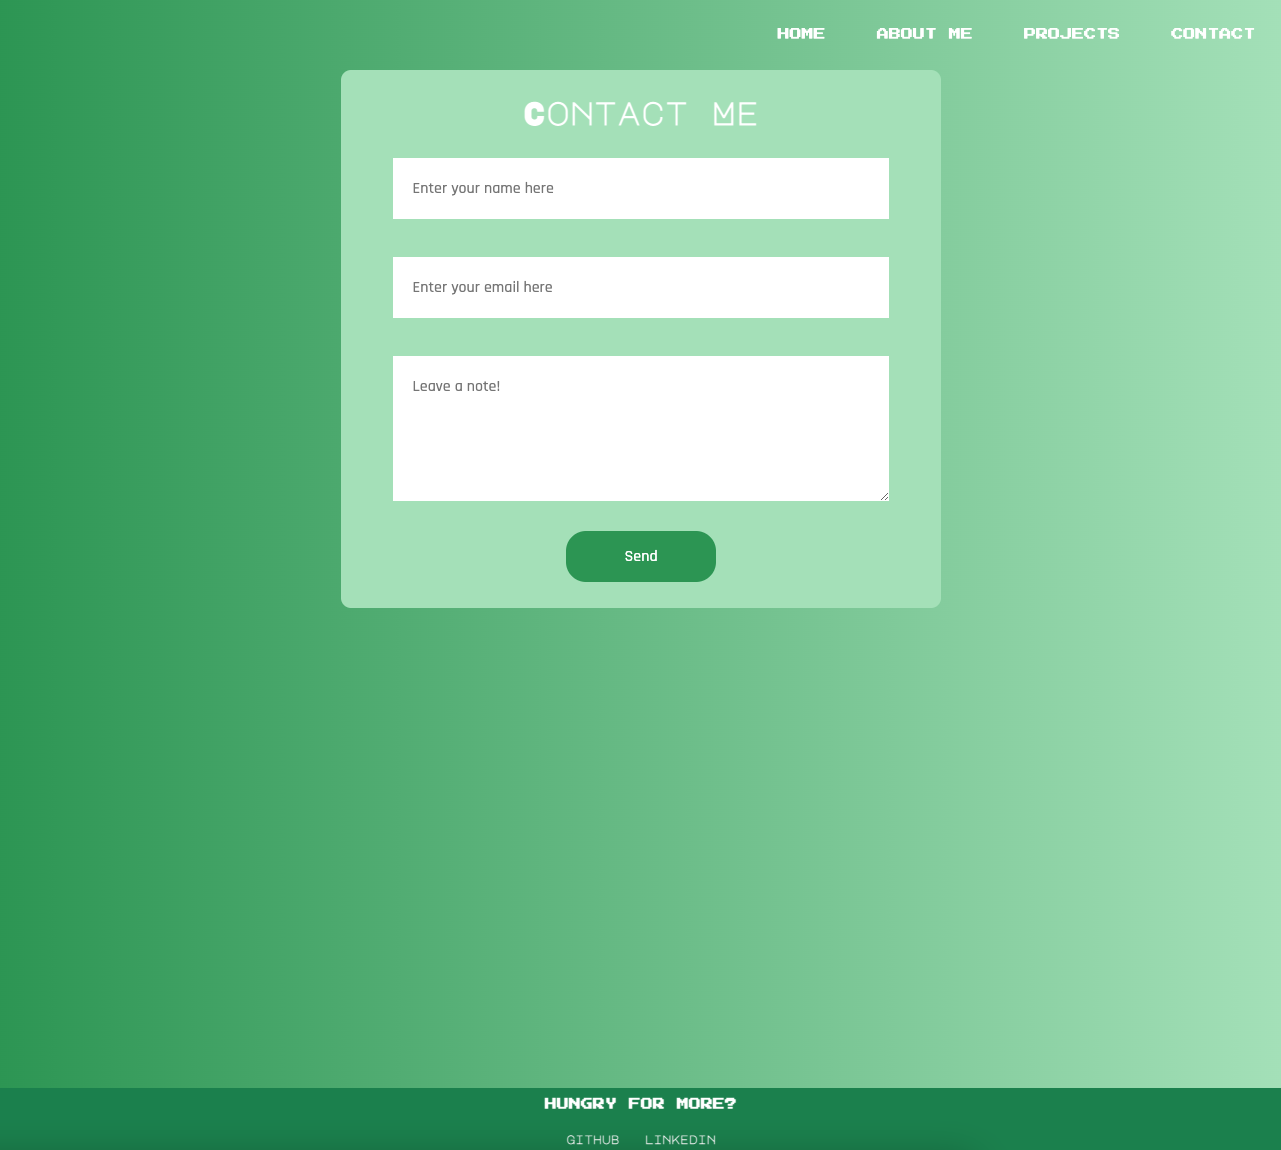 HOME ABOUT ME PROJECTS CONTACT
CONTACT ME
Enter your name here
Enter your email here
Leave a note!
Send
HUNGRY FOR MORE?
GITHUB LINKEDIN